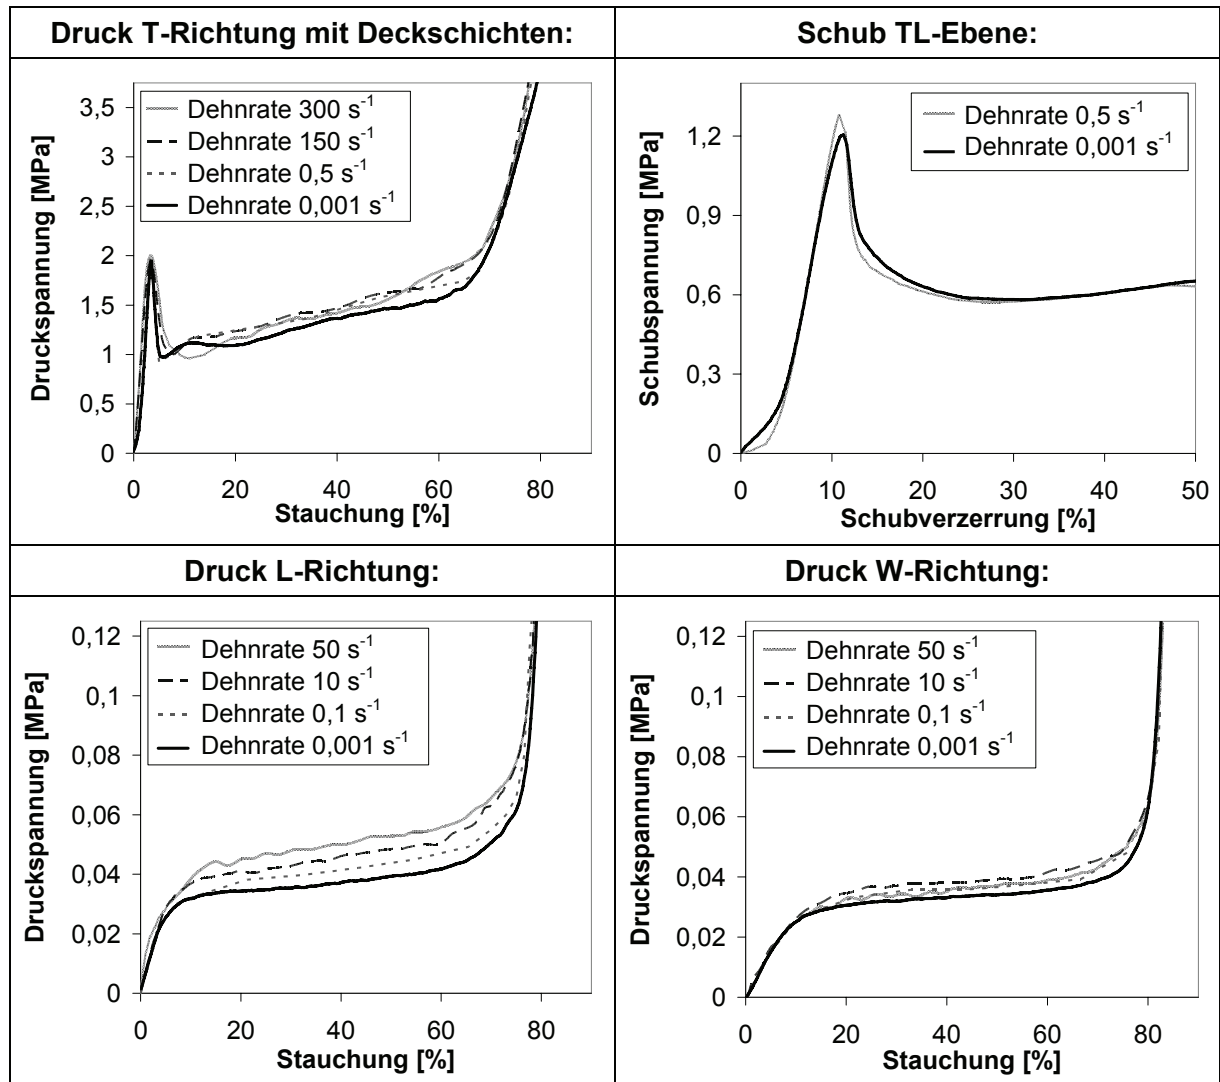 Druck T-Richtung mit Deckschichten:
Druckspannung [MPa]
3,5
3
2,5
2
1,5
1
0,5
0
Dehnrate 300 s⁻¹
Dehnrate 150 s⁻¹
Dehnrate 0,5 s⁻¹
Dehnrate 0,001 s⁻¹
0 20 40 60 80
Stauchung [%]
Schub TL-Ebene:
Schubspannung [MPa]
1,2
0,9
0,6
0,3
0
Dehnrate 0,5 s⁻¹
Dehnrate 0,001 s⁻¹
0 10 20 30 40 50
Schubverzerrung [%]
Druck L-Richtung:
Druckspannung [MPa]
0,12
0,1
0,08
0,06
0,04
0,02
0
Dehnrate 50 s⁻¹
Dehnrate 10 s⁻¹
Dehnrate 0,1 s⁻¹
Dehnrate 0,001 s⁻¹
0 20 40 60 80
Stauchung [%]
Druck W-Richtung:
Druckspannung [MPa]
0,12
0,1
0,08
0,06
0,04
0,02
0
Dehnrate 50 s⁻¹
Dehnrate 10 s⁻¹
Dehnrate 0,1 s⁻¹
Dehnrate 0,001 s⁻¹
0 20 40 60 80
Stauchung [%]